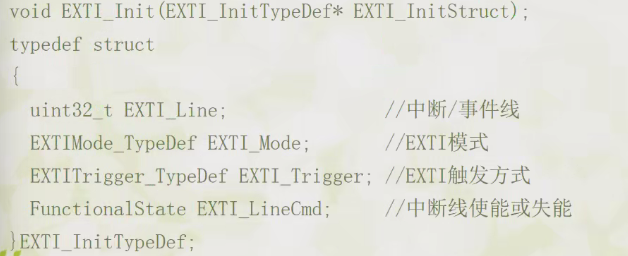 void EXTI_Init(EXTI_InitTypeDef* EXTI_InitStruct);
typedef struct
{
uint32_t EXTI_Line; //中断/事件线
EXTIMode_TypeDef EXTI_Mode; //EXTI模式
EXTITrigger_TypeDef EXTI_Trigger; //EXTI触发方式
FunctionalState EXTI_LineCmd; //中断线使能或失能
}EXTI_InitTypeDef;